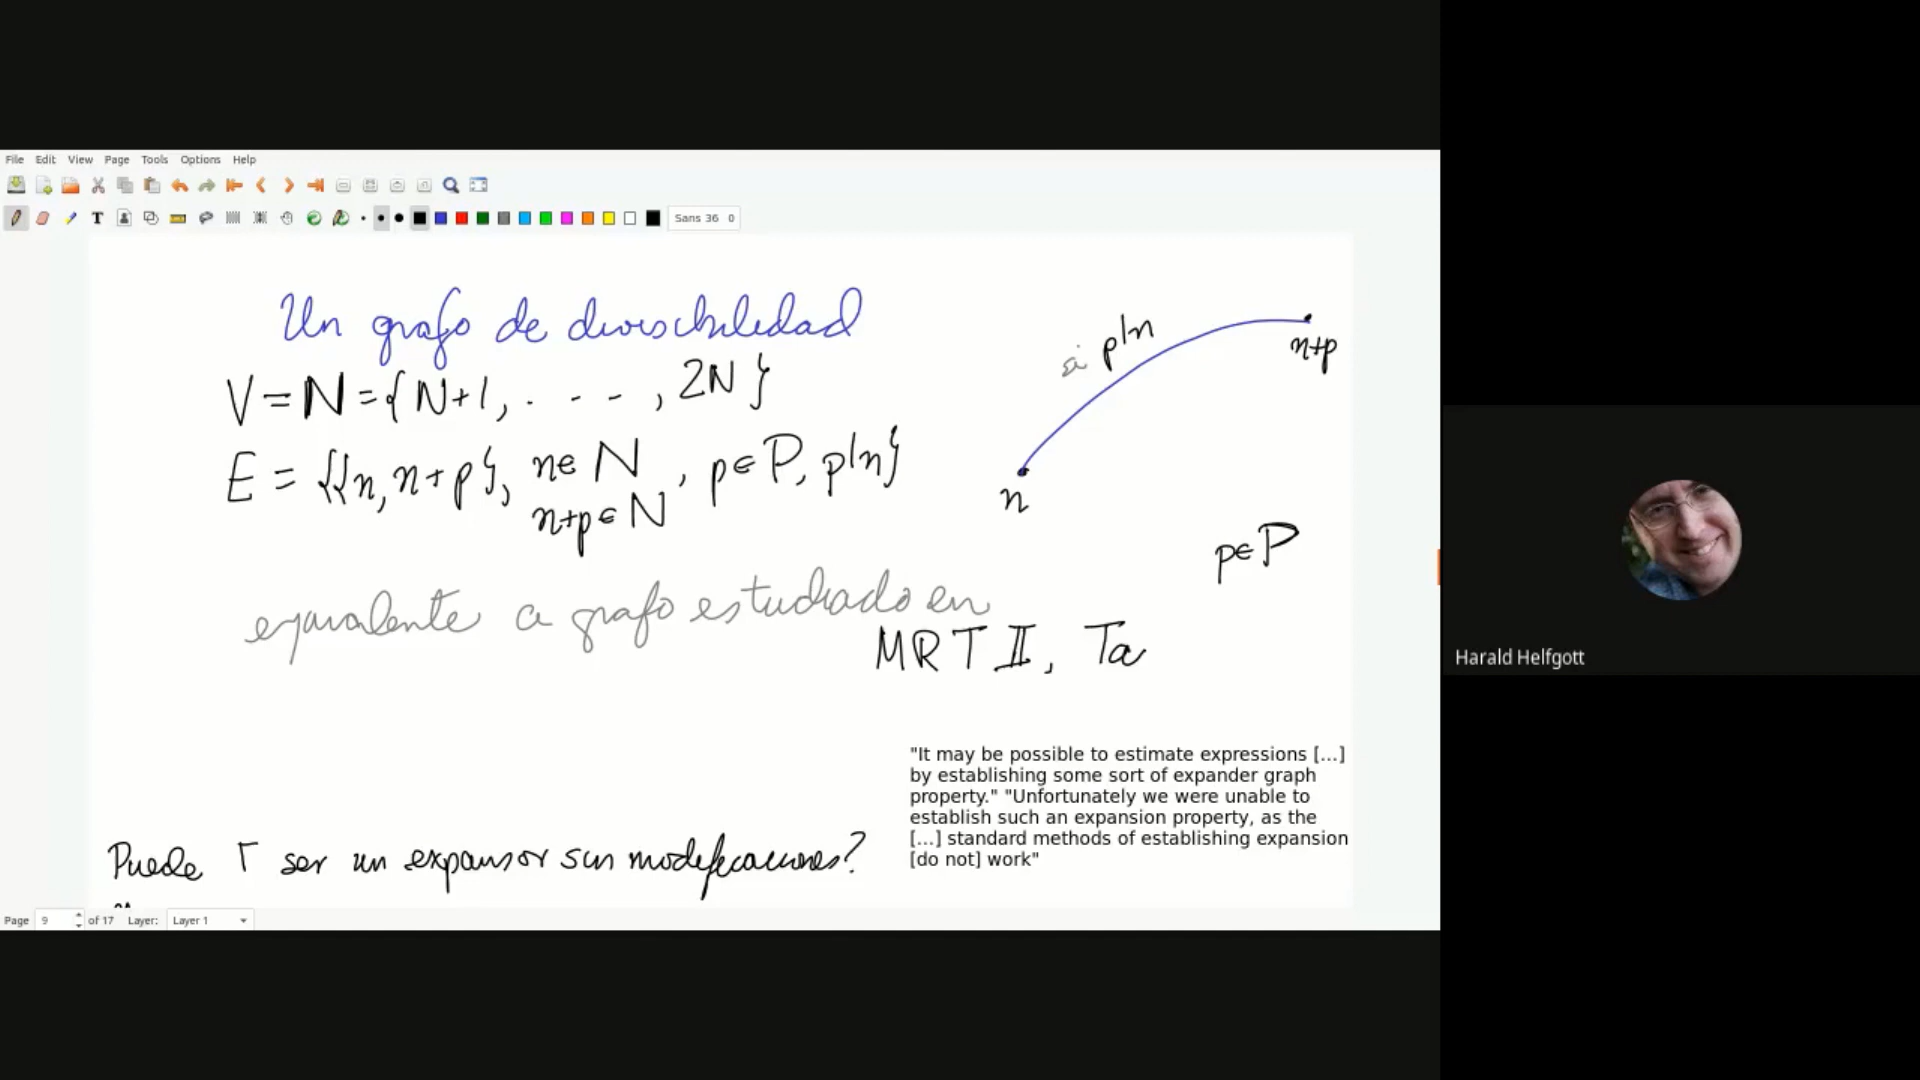 File Edit View Page Tools Options Help
Sans 36 0
Un grafo de divisibilidad
V = N = {N+1, . - - - , 2N}
E = {{n, n+p}, n∈N, p∈P, p|n}
n+p∈N
si p|n
n+p
n
p∈P
equivalente a grafo estudiado en
MRT II, Ta
"It may be possible to estimate expressions [...]
by establishing some sort of expander graph
property." "Unfortunately we were unable to
establish such an expansion property, as the
[...] standard methods of establishing expansion
[do not] work"
Puede Γ ser un expansor sin modificaciones?
Page 9 of 17 Layer: Layer 1
Harald Helfgott